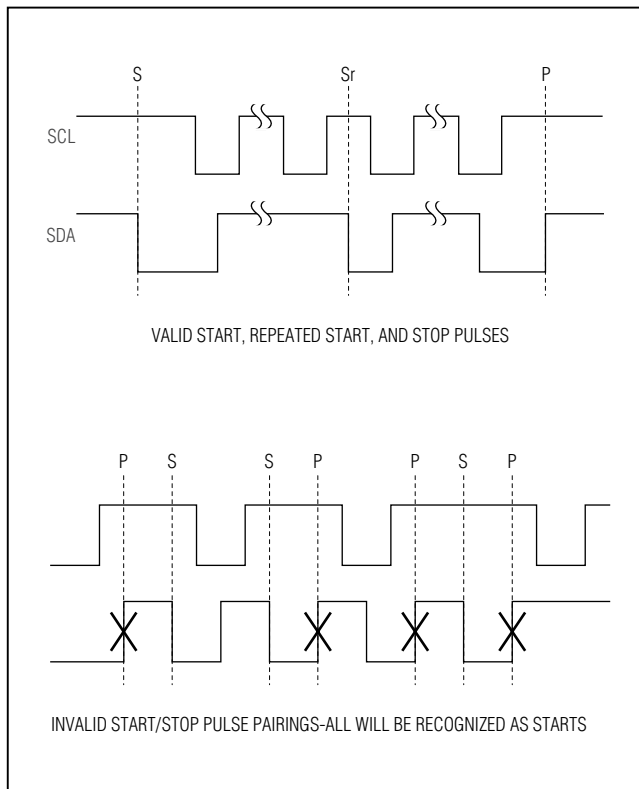 S Sr P
SCL
SDA
VALID START, REPEATED START, AND STOP PULSES
P S S P P S P
INVALID START/STOP PULSE PAIRINGS-ALL WILL BE RECOGNIZED AS STARTS